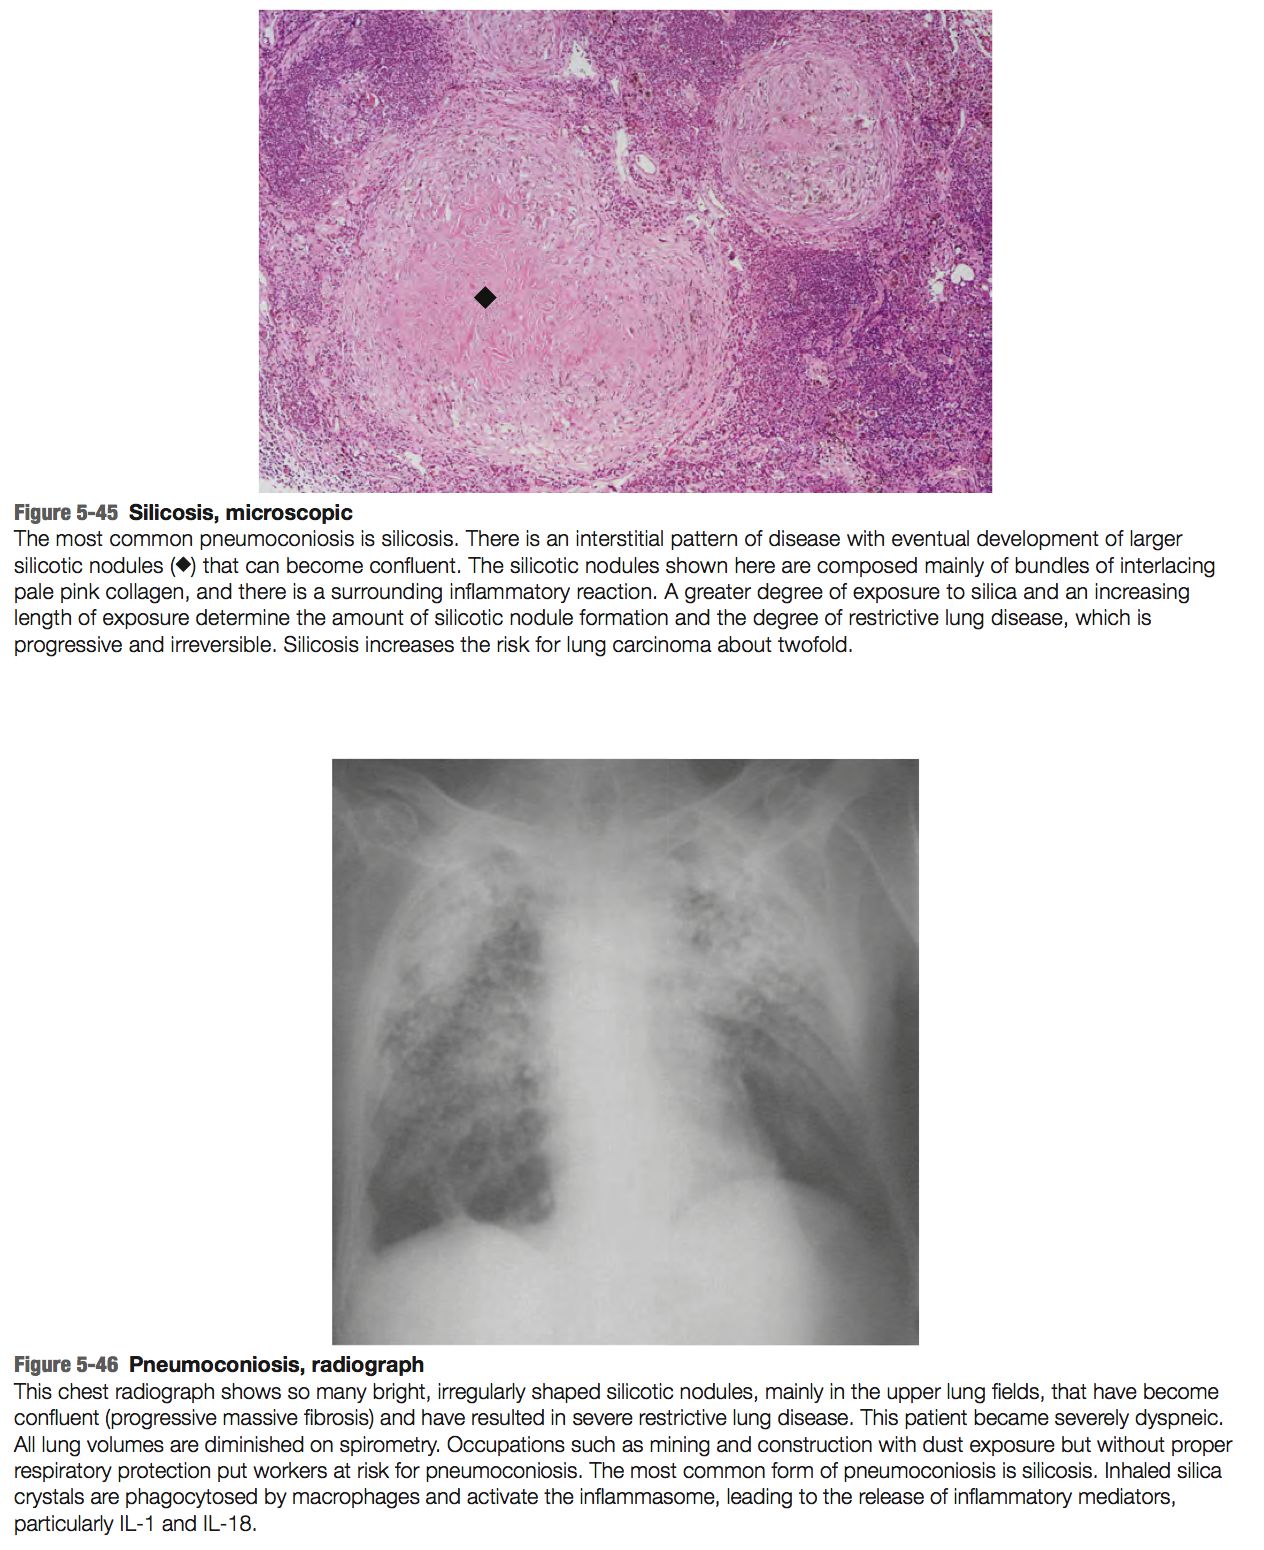 Figure 5-45 Silicosis, microscopic
The most common pneumoconiosis is silicosis. There is an interstitial pattern of disease with eventual development of larger
silicotic nodules (◆) that can become confluent. The silicotic nodules shown here are composed mainly of bundles of interlacing
pale pink collagen, and there is a surrounding inflammatory reaction. A greater degree of exposure to silica and an increasing
length of exposure determine the amount of silicotic nodule formation and the degree of restrictive lung disease, which is
progressive and irreversible. Silicosis increases the risk for lung carcinoma about twofold.
Figure 5-46 Pneumoconiosis, radiograph
This chest radiograph shows so many bright, irregularly shaped silicotic nodules, mainly in the upper lung fields, that have become
confluent (progressive massive fibrosis) and have resulted in severe restrictive lung disease. This patient became severely dyspneic.
All lung volumes are diminished on spirometry. Occupations such as mining and construction with dust exposure but without proper
respiratory protection put workers at risk for pneumoconiosis. The most common form of pneumoconiosis is silicosis. Inhaled silica
crystals are phagocytosed by macrophages and activate the inflammasome, leading to the release of inflammatory mediators,
particularly IL-1 and IL-18.